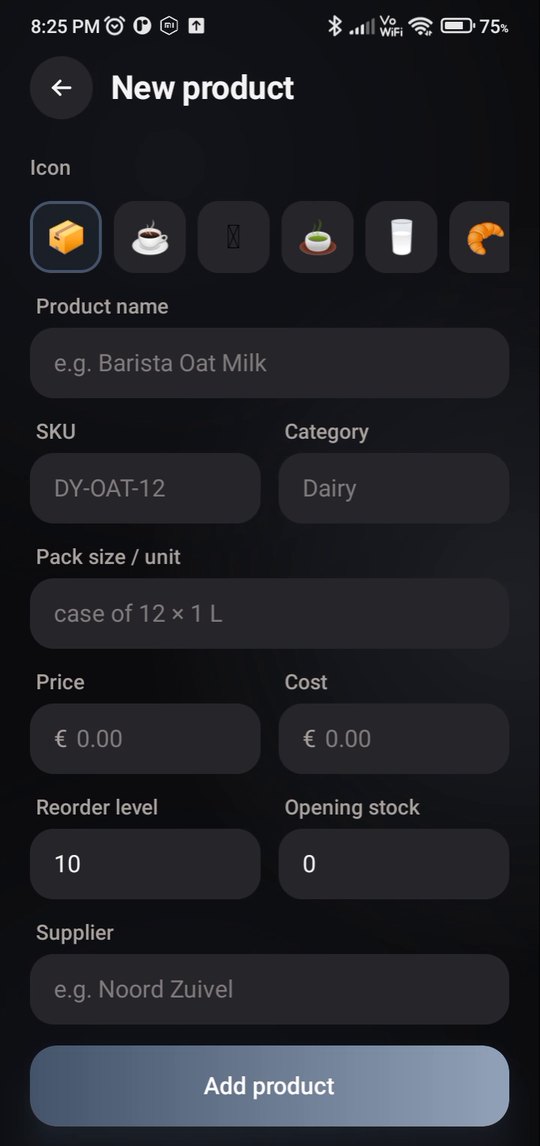 8:25 PM
Vo
WiFi
75%
New product
Icon
Product name
e.g. Barista Oat Milk
SKU
Category
DY-OAT-12
Dairy
Pack size / unit
case of 12 × 1 L
Price
Cost
€ 0.00
€ 0.00
Reorder level
Opening stock
10
0
Supplier
e.g. Noord Zuivel
Add product